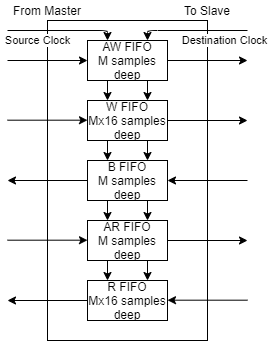 From Master
To Slave
Source Clock
Destination Clock
AW FIFO
M samples
deep
W FIFO
Mx16 samples
deep
B FIFO
M samples
deep
AR FIFO
M samples
deep
R FIFO
Mx16 samples
deep